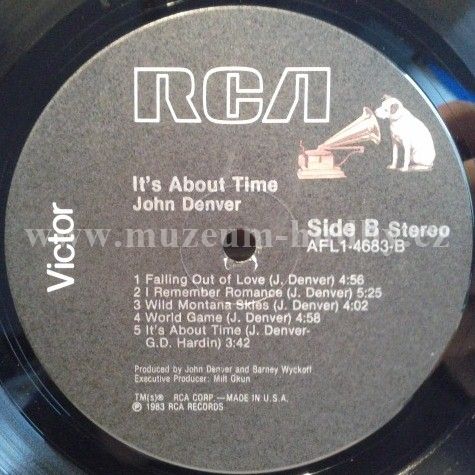 RCA
Victor
It's About Time
John Denver
Side B Stereo
AFL1-4683-B
www.muzeum-hudby.cz
1 Falling Out of Love (J. Denver) 4:56
2 I Remember Romance (J. Denver) 5:25
3 Wild Montana Skies (J. Denver) 4:02
4 World Game (J. Denver) 4:58
5 It's About Time (J. Denver-
G.D. Hardin) 3:42
Produced by John Denver and Barney Wyckoff
Executive Producer: Milt Okun
TM(s)® RCA CORP.—MADE IN U.S.A.
℗ 1983 RCA RECORDS